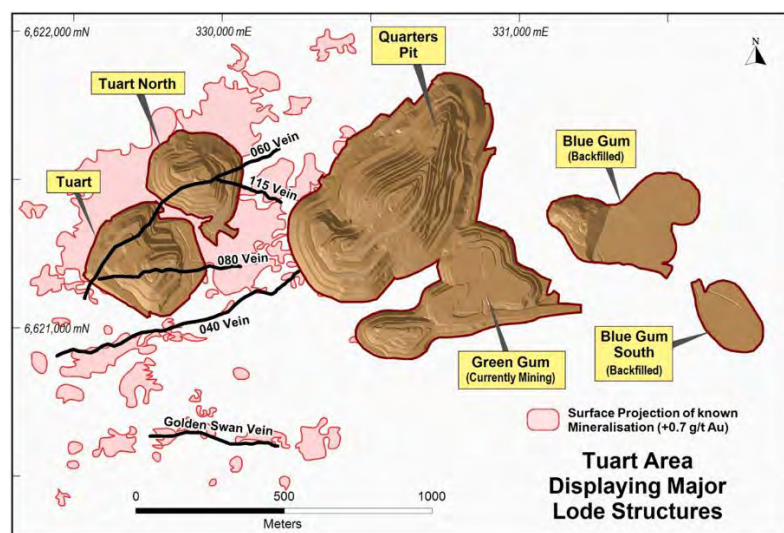 6,622,000 mN
330,000 mE
331,000 mE
N
Quarters
Pit
Tuart North
060 Vein
115 Vein
Tuart
080 Vein
040 Vein
6,621,000 mN
Blue Gum
(Backfilled)
Green Gum
(Currently Mining)
Blue Gum
South
(Backfilled)
Golden Swan Vein
Surface Projection of known
Mineralisation (+0.7 g/t Au)
Tuart Area
Displaying Major
Lode Structures
0
500
1000
Meters